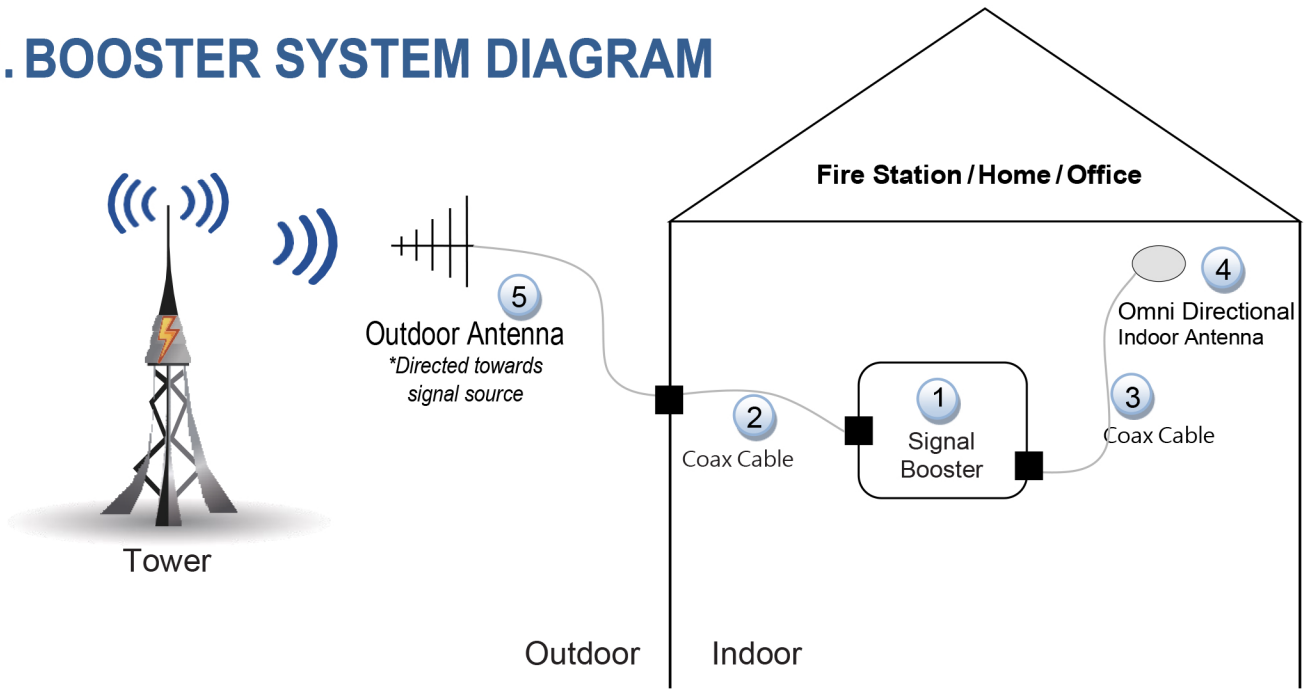 . BOOSTER SYSTEM DIAGRAM
Fire Station / Home / Office
5
Outdoor Antenna
*Directed towards
signal source
4
Omni Directional
Indoor Antenna
1
Signal
Booster
2
Coax Cable
3
Coax Cable
Tower
Outdoor
Indoor